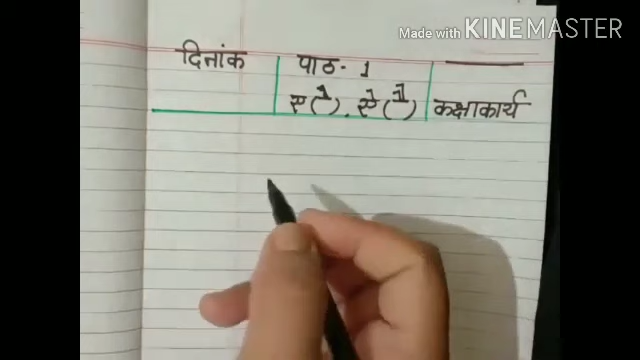 Made with KINEMASTER
दिनांक पाठ- 1
ए(े), ऐ(ै) कक्षाकार्य